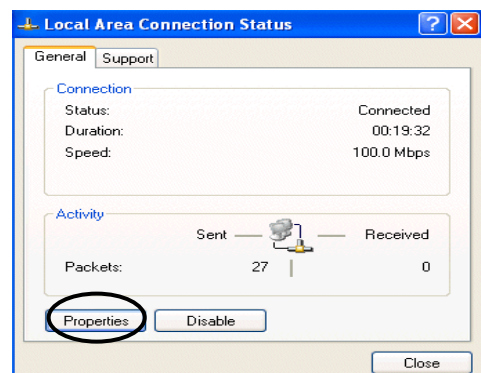 Local Area Connection Status
General Support
Connection
Status: Connected
Duration: 00:19:32
Speed: 100.0 Mbps
Activity
Sent Received
Packets: 27 0
Properties Disable
Close